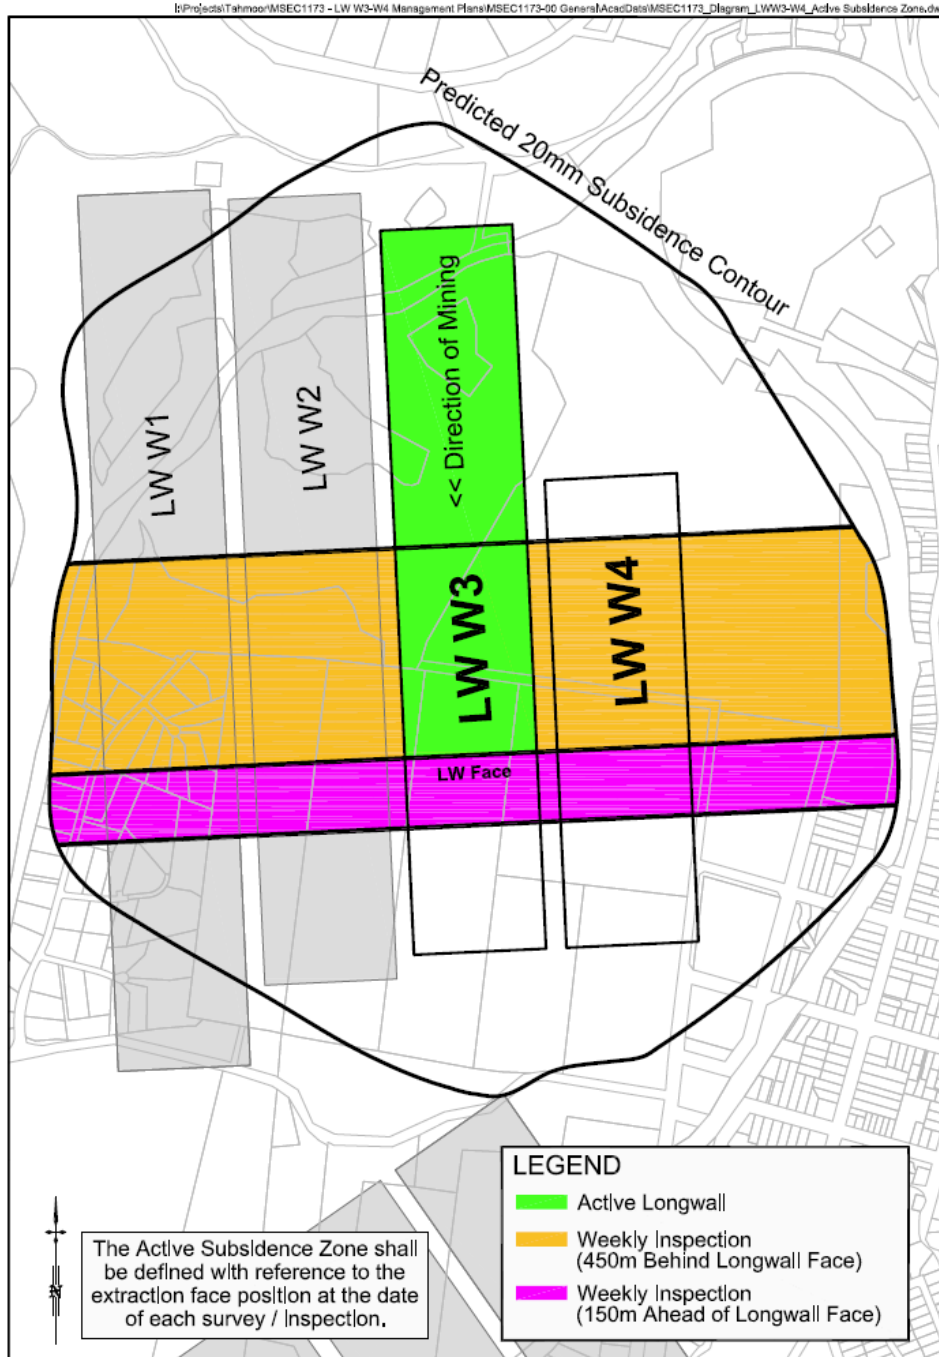 I:\Projects\Tahmoor\MSEC1173 - LW W3-W4 Management Plans\MSEC1173-00 General\AcadData\MSEC1173_Diagram_LWW3-W4_Active Subsidence Zone.dw
Predicted 20mm Subsidence Contour
<< Direction of Mining
LW W1
LW W2
LW W3
LW W4
LW Face
N
The Active Subsidence Zone shall
be defined with reference to the
extraction face position at the date
of each survey / inspection.
LEGEND
Active Longwall
Weekly Inspection
(450m Behind Longwall Face)
Weekly Inspection
(150m Ahead of Longwall Face)